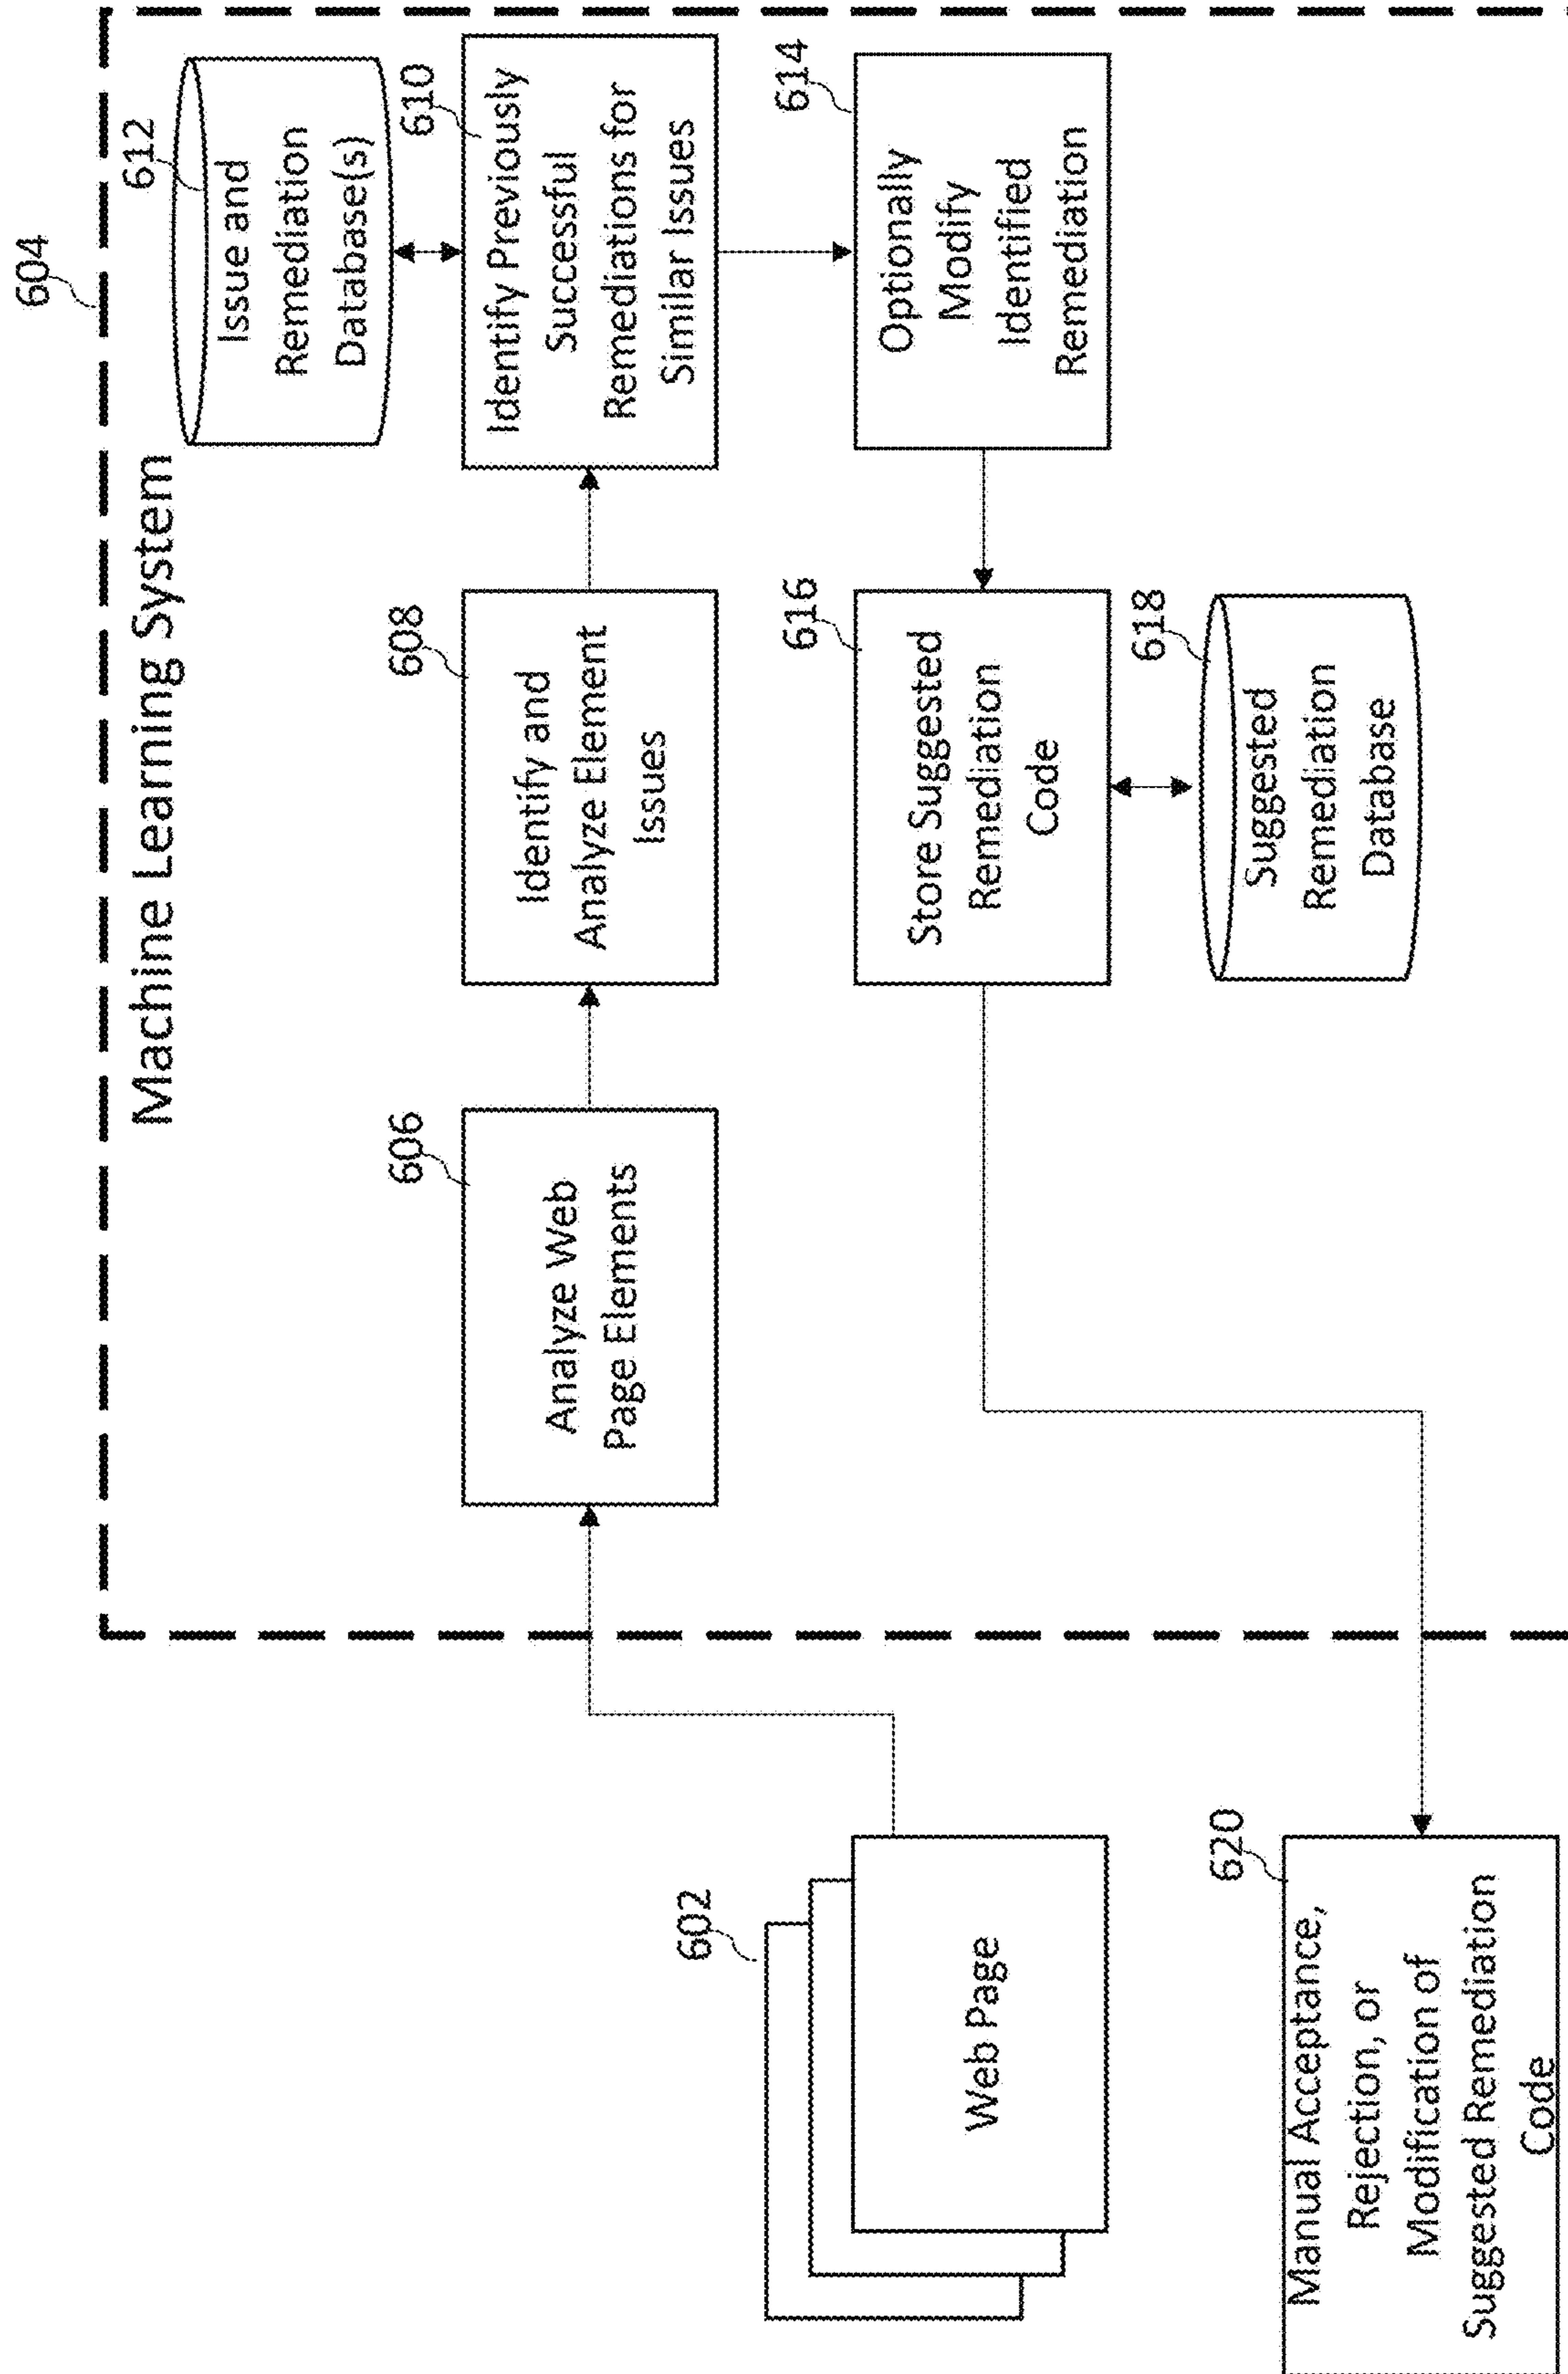 604
Machine Learning System
612
Issue and
Remediation
Database(s)
602
Web Page
606
Analyze Web
Page Elements
608
Identify and
Analyze Element
Issues
610
Identify Previously
Successful
Remediations for
Similar Issues
614
Optionally
Modify
Identified
Remediation
616
Store Suggested
Remediation
Code
618
Suggested
Remediation
Database
620
Manual Acceptance,
Rejection, or
Modification of
Suggested Remediation
Code